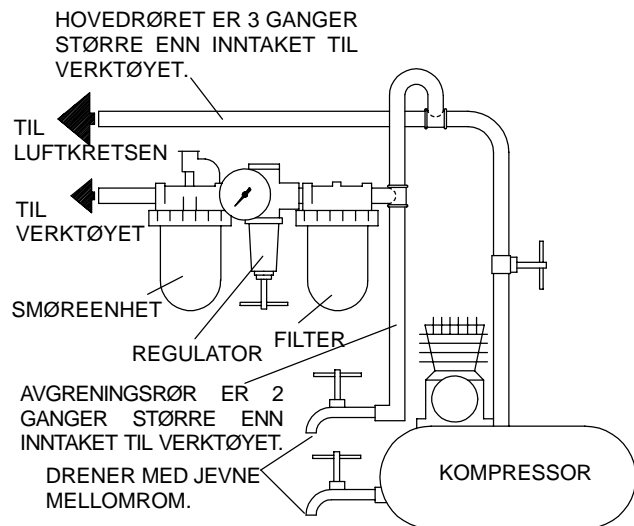 HOVEDRØRET ER 3 GANGER
STØRRE ENN INNTAKET TIL
VERKTØYET.
TIL
LUFTKRETSEN
TIL
VERKTØYET
SMØREENHET
REGULATOR
FILTER
AVGRENINGSRØR ER 2
GANGER STØRRE ENN
INNTAKET TIL VERKTØYET.
DRENER MED JEVNE
MELLOMROM.
KOMPRESSOR